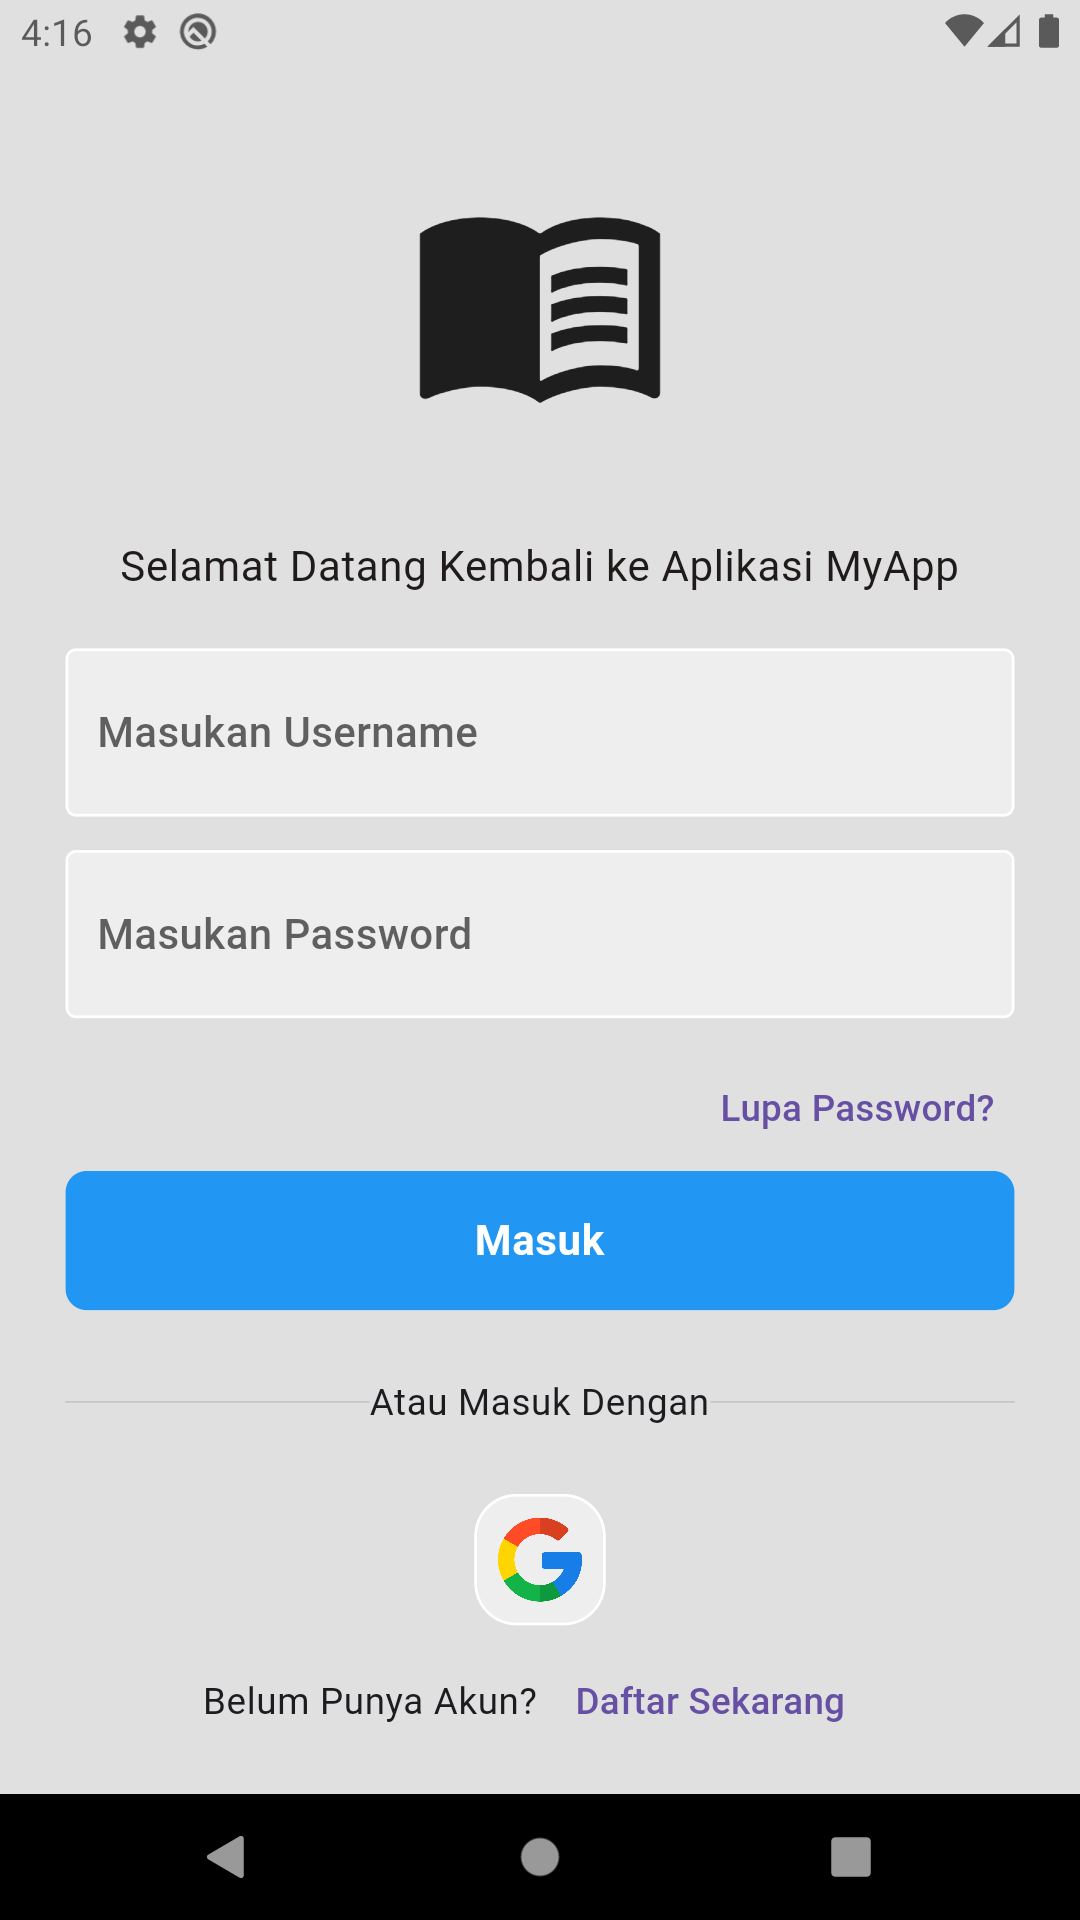 4:16
Selamat Datang Kembali ke Aplikasi MyApp
Masukan Username
Masukan Password
Lupa Password?
Masuk
Atau Masuk Dengan
Belum Punya Akun? Daftar Sekarang